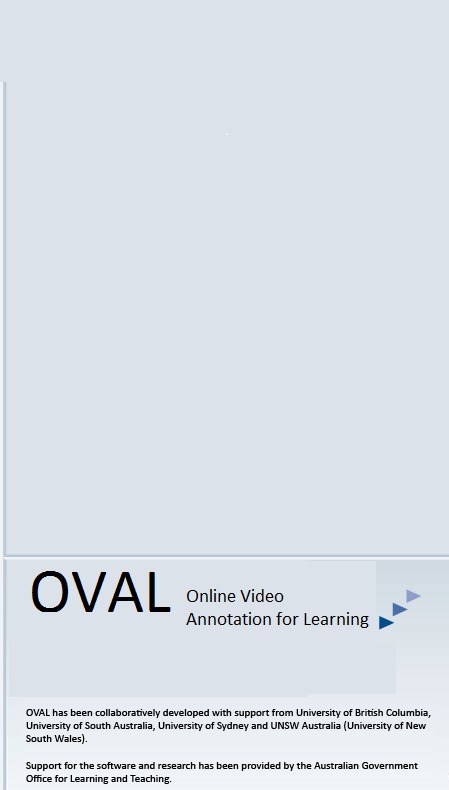 OVAL Online Video
Annotation for Learning
OVAL has been collaboratively developed with support from University of British Columbia,
University of South Australia, University of Sydney and UNSW Australia (University of New
South Wales).
Support for the software and research has been provided by the Australian Government
Office for Learning and Teaching.